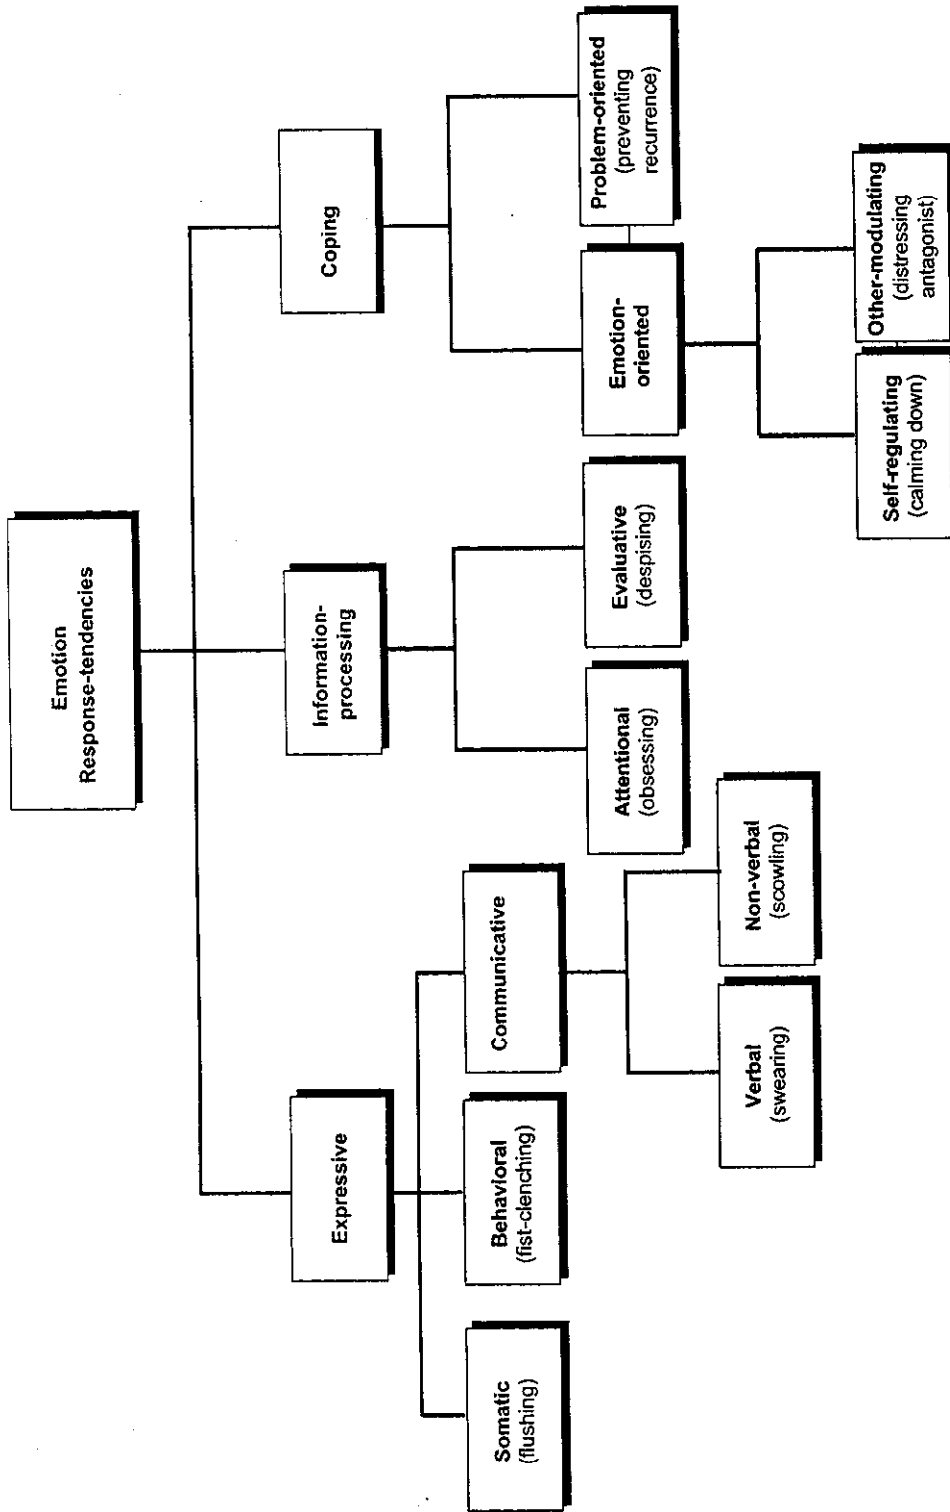 Emotion
Response-tendencies
Expressive
Information-
processing
Coping
Somatic
(flushing)
Behavioral
(fist-clenching)
Communicative
Attentional
(obsessing)
Evaluative
(despising)
Emotion-
oriented
Problem-oriented
(preventing
recurrence)
Verbal
(swearing)
Non-verbal
(scowling)
Self-regulating
(calming down)
Other-modulating
(distressing
antagonist)